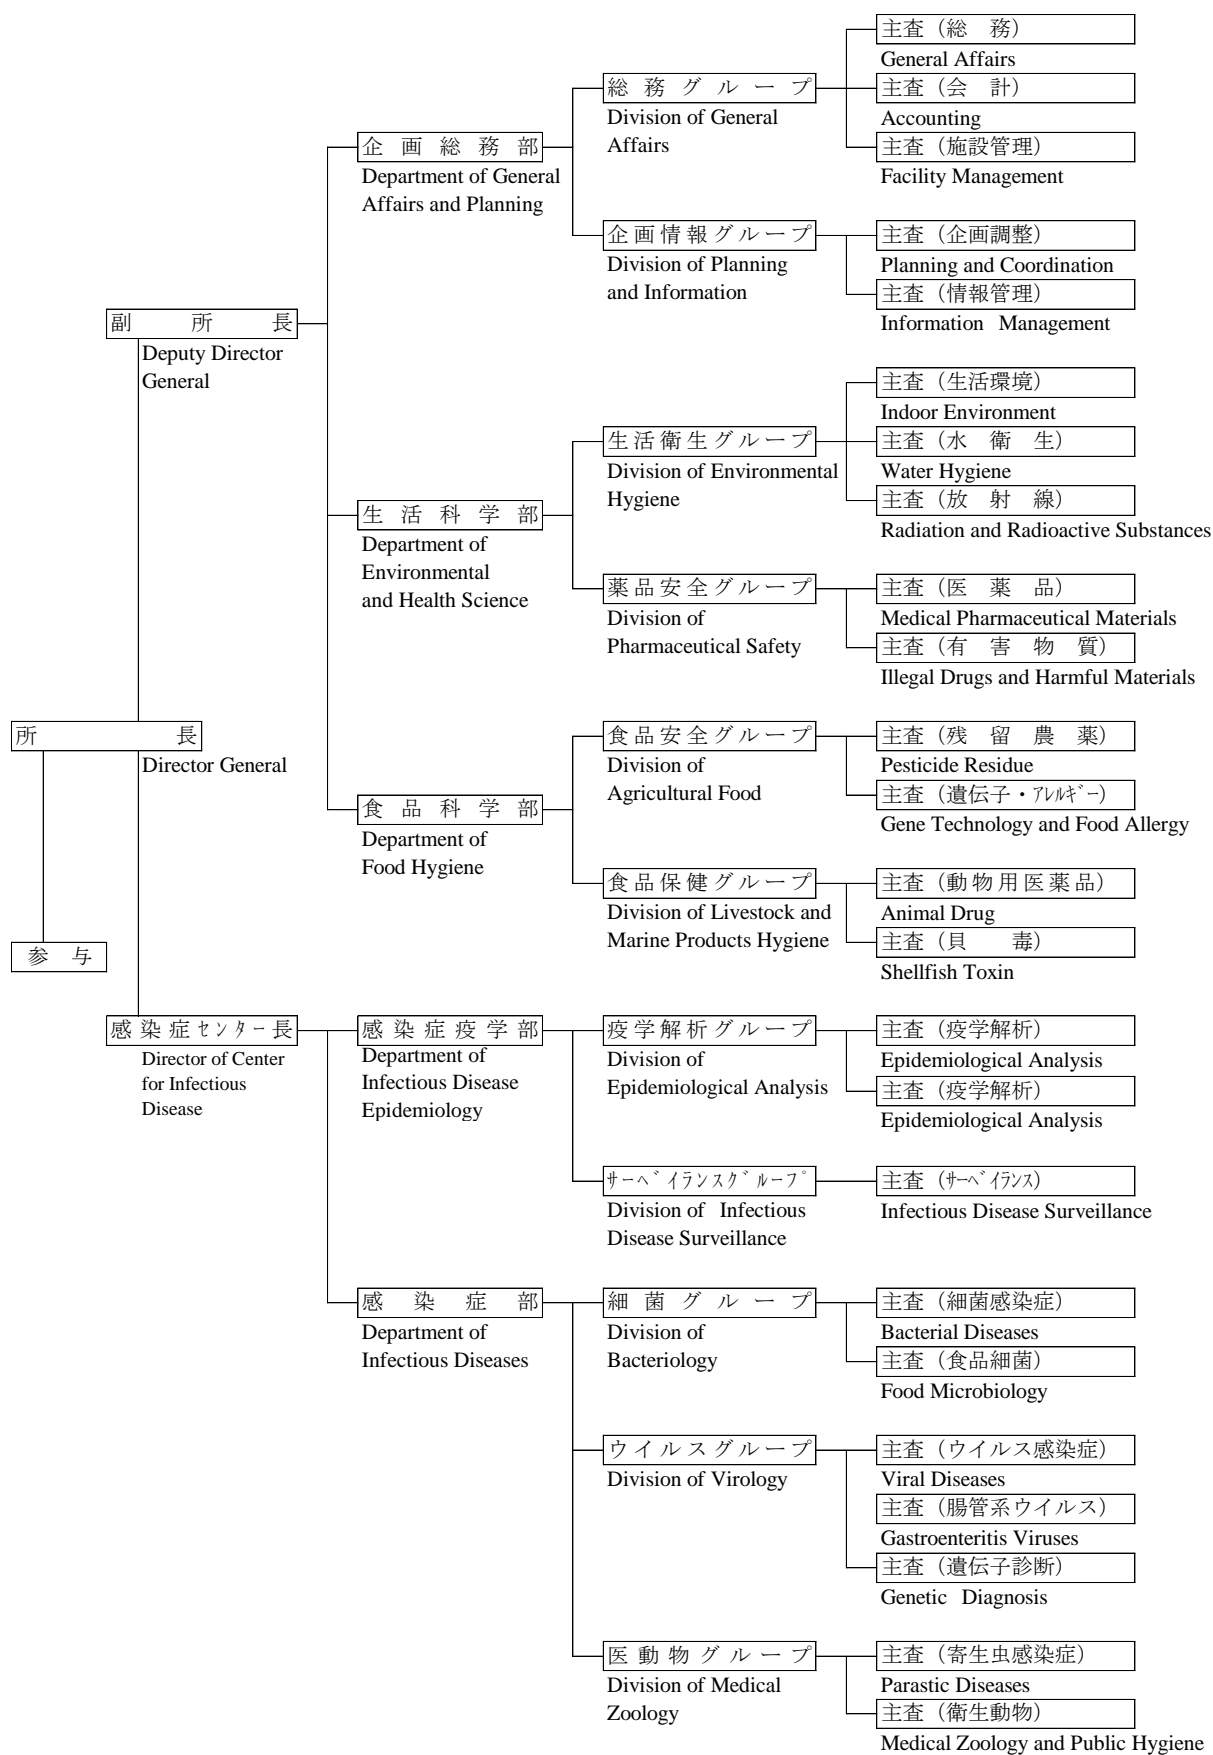 所長
Director General
参与
副所長
Deputy Director
General
企画総務部
Department of General
Affairs and Planning
総務グループ
Division of General
Affairs
主査（総務）
General Affairs
主査（会計）
Accounting
主査（施設管理）
Facility Management
企画情報グループ
Division of Planning
and Information
主査（企画調整）
Planning and Coordination
主査（情報管理）
Information Management
生活科学部
Department of
Environmental
and Health Science
生活衛生グループ
Division of Environmental
Hygiene
主査（生活環境）
Indoor Environment
主査（水衛生）
Water Hygiene
主査（放射線）
Radiation and Radioactive Substances
薬品安全グループ
Division of
Pharmaceutical Safety
主査（医薬品）
Medical Pharmaceutical Materials
主査（有害物質）
Illegal Drugs and Harmful Materials
食品科学部
Department of
Food Hygiene
食品安全グループ
Division of
Agricultural Food
主査（残留農薬）
Pesticide Residue
主査（遺伝子・ｱﾚﾙｷﾞｰ）
Gene Technology and Food Allergy
食品保健グループ
Division of Livestock and
Marine Products Hygiene
主査（動物用医薬品）
Animal Drug
主査（貝毒）
Shellfish Toxin
感染症ｾﾝﾀｰ長
Director of Center
for Infectious
Disease
感染症疫学部
Department of
Infectious Disease
Epidemiology
疫学解析グループ
Division of
Epidemiological Analysis
主査（疫学解析）
Epidemiological Analysis
主査（疫学解析）
Epidemiological Analysis
ｻｰﾍﾞｲﾗﾝｽｸﾞﾙｰﾌﾟ
Division of Infectious
Disease Surveillance
主査（ｻｰﾍﾞｲﾗﾝｽ）
Infectious Disease Surveillance
感染症部
Department of
Infectious Diseases
細菌グループ
Division of
Bacteriology
主査（細菌感染症）
Bacterial Diseases
主査（食品細菌）
Food Microbiology
ウイルスグループ
Division of Virology
主査（ウイルス感染症）
Viral Diseases
主査（腸管系ウイルス）
Gastroenteritis Viruses
主査（遺伝子診断）
Genetic Diagnosis
医動物グループ
Division of Medical
Zoology
主査（寄生虫感染症）
Parastic Diseases
主査（衛生動物）
Medical Zoology and Public Hygiene